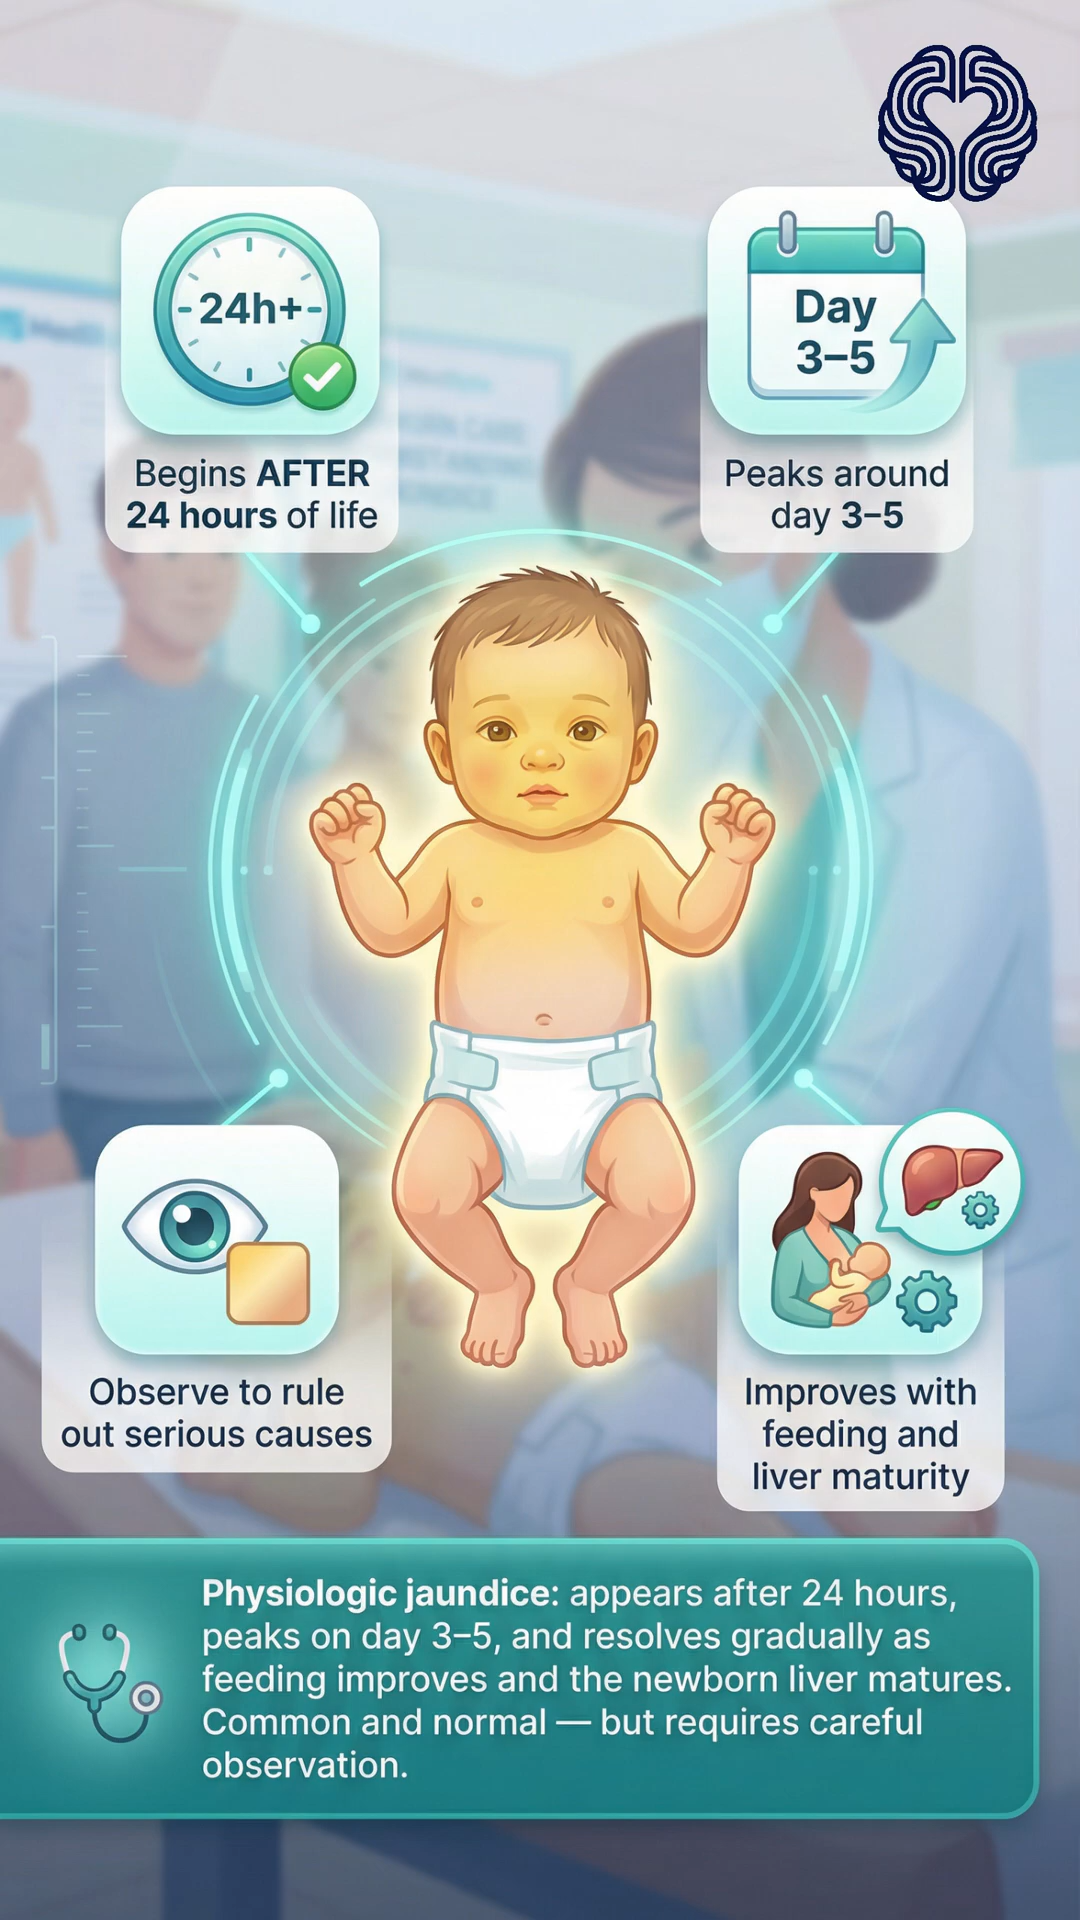 24h+
Begins AFTER
24 hours of life
Day
3–5
Peaks around
day 3–5
Observe to rule
out serious causes
Improves with
feeding and
liver maturity
Physiologic jaundice: appears after 24 hours,
peaks on day 3–5, and resolves gradually as
feeding improves and the newborn liver matures.
Common and normal — but requires careful
observation.